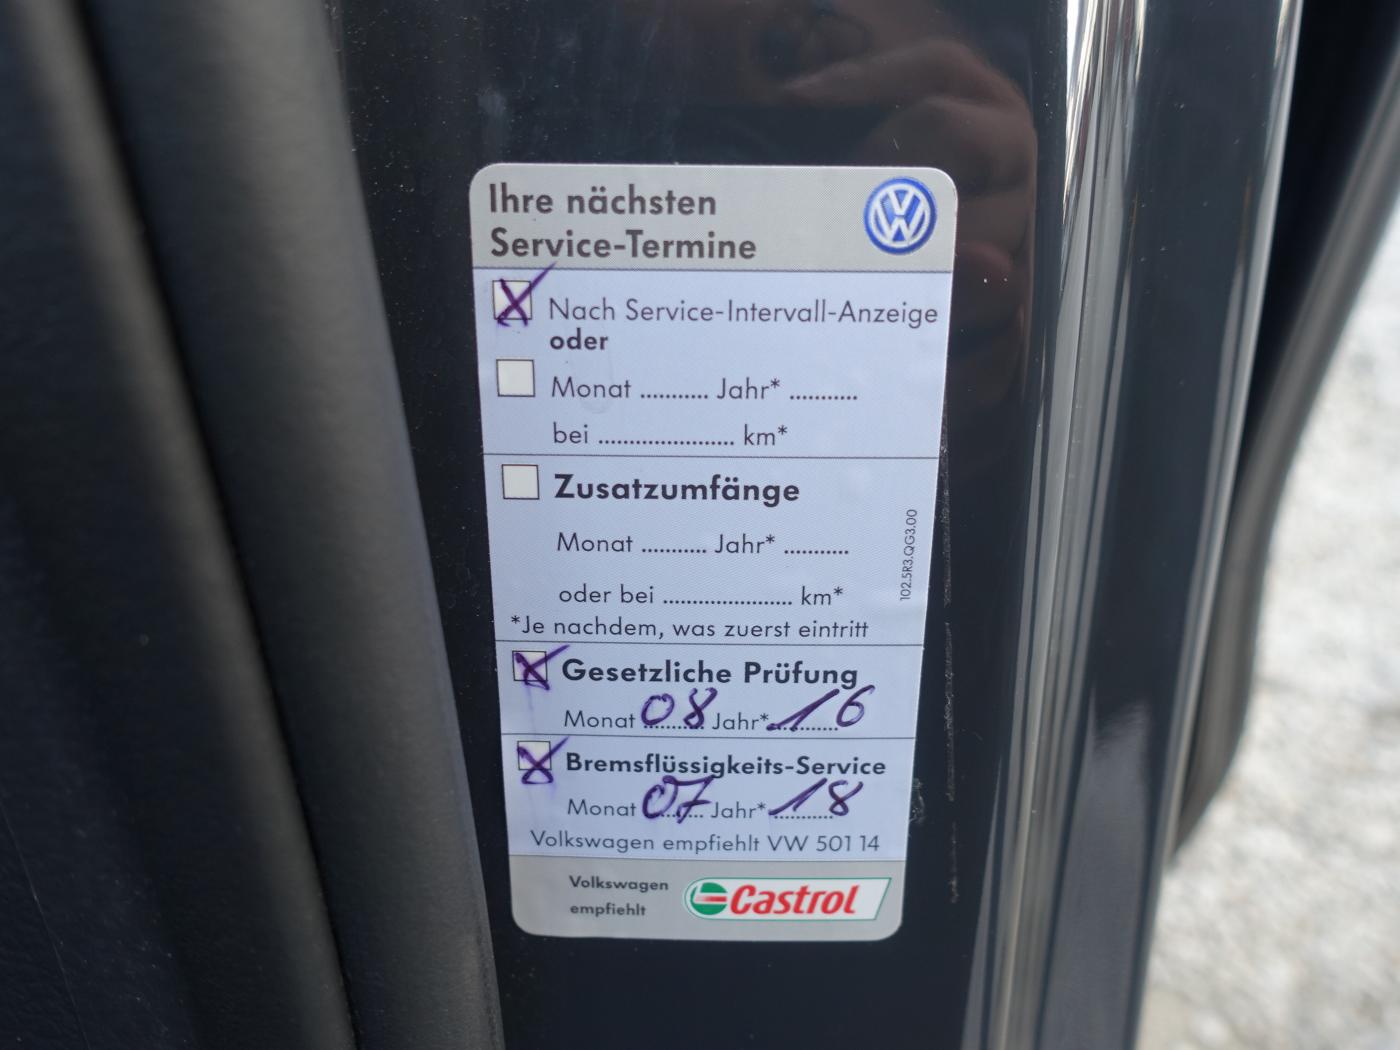 Ihre nächsten
Service-Termine
Nach Service-Intervall-Anzeige
oder
Monat ........... Jahr* ...........
bei ...................... km*
Zusatzumfänge
Monat ........... Jahr* ...........
oder bei ..................... km*
*Je nachdem, was zuerst eintritt
102.5R3.QG3.00
Gesetzliche Prüfung
Monat 08 Jahr* 16
Bremsflüssigkeits-Service
Monat 07 Jahr* 18
Volkswagen empfiehlt VW 501 14
Volkswagen
empfiehlt
Castrol